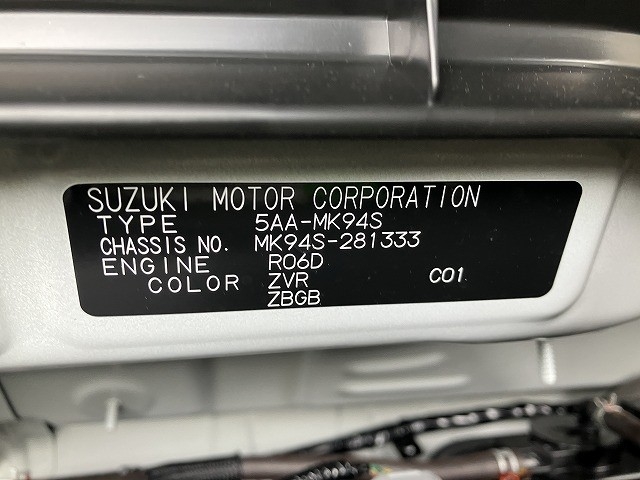 SUZUKI MOTOR CORPORATION
TYPE 5AA-MK94S
CHASSIS NO. MK94S-281333
ENGINE R06D
COLOR ZVR C01
ZBGB